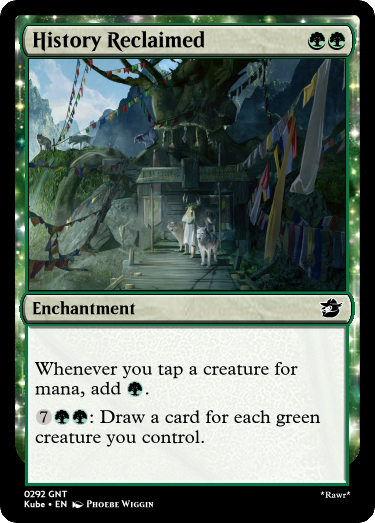 History Reclaimed
Enchantment
Whenever you tap a creature for
mana, add .
7: Draw a card for each green
creature you control.
0292 GNT
Kube • EN Phoebe Wiggin
*Rawr*